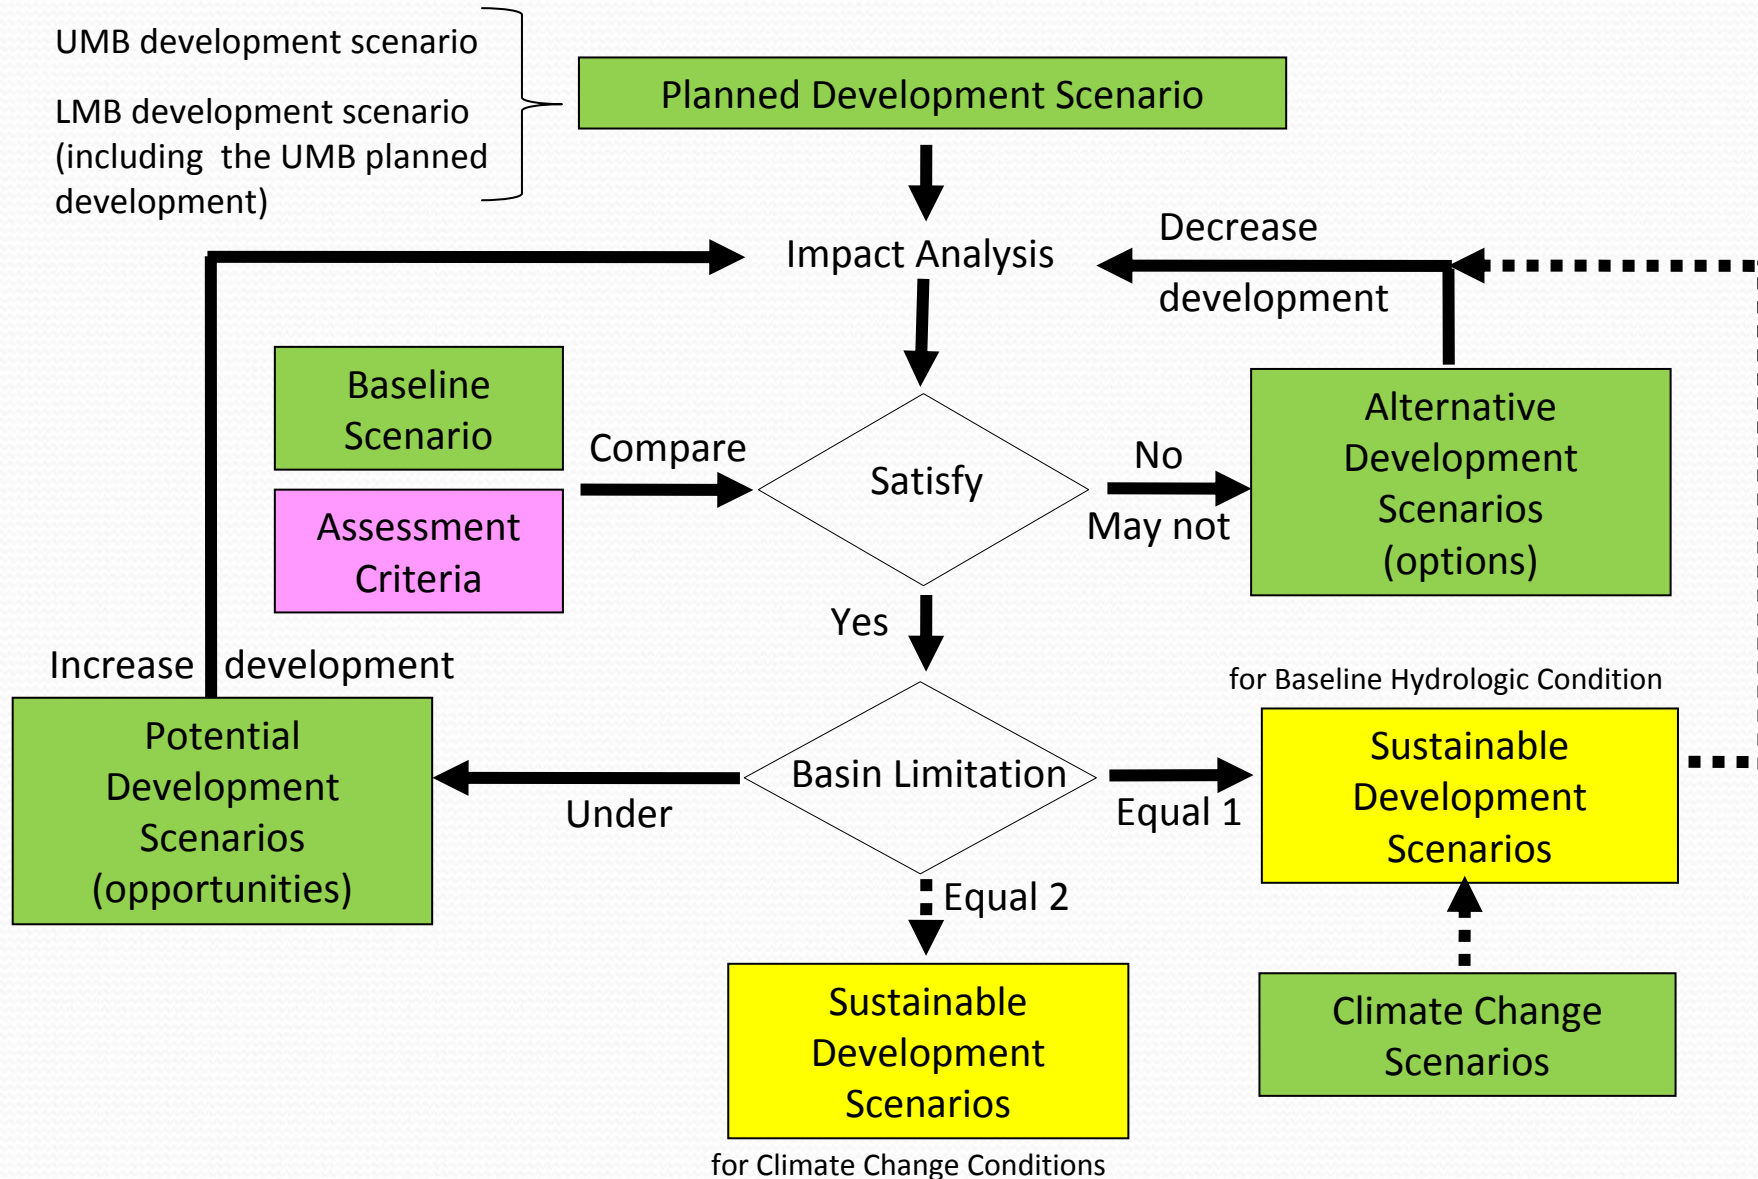 UMB development scenario
LMB development scenario
(including the UMB planned
development)
Planned Development Scenario
Impact Analysis
Decrease
development
Baseline
Scenario
Assessment
Criteria
Compare
Satisfy
No
May not
Alternative
Development
Scenarios
(options)
Yes
Increase development
Potential
Development
Scenarios
(opportunities)
Under
Basin Limitation
Equal 1
for Baseline Hydrologic Condition
Sustainable
Development
Scenarios
Equal 2
Sustainable
Development
Scenarios
for Climate Change Conditions
Climate Change
Scenarios